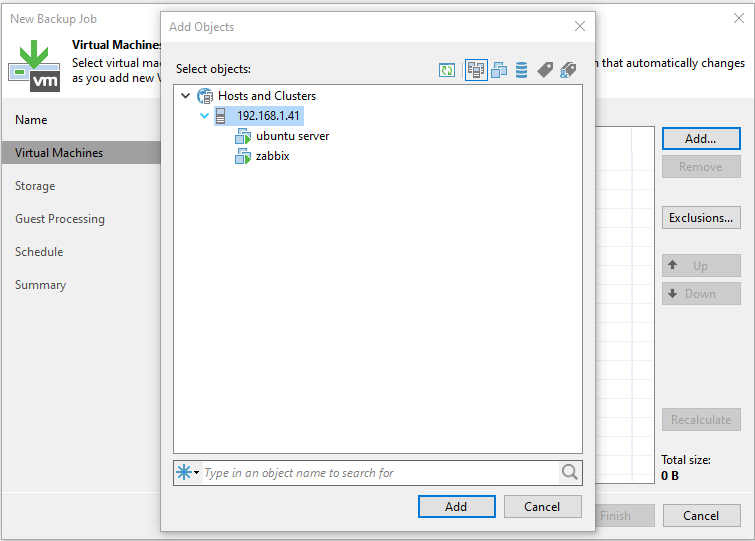 New Backup Job
Add Objects
Virtual Machines
Select virtual ma
n that automatically changes
as you add new V
Select objects:
Name
Virtual Machines
Storage
Guest Processing
Schedule
Summary
Hosts and Clusters
192.168.1.41
ubuntu server
zabbix
Add...
Remove
Exclusions...
Up
Down
Recalculate
Total size:
0 B
Type in an object name to search for
Add
Cancel
Finish
Cancel
vm